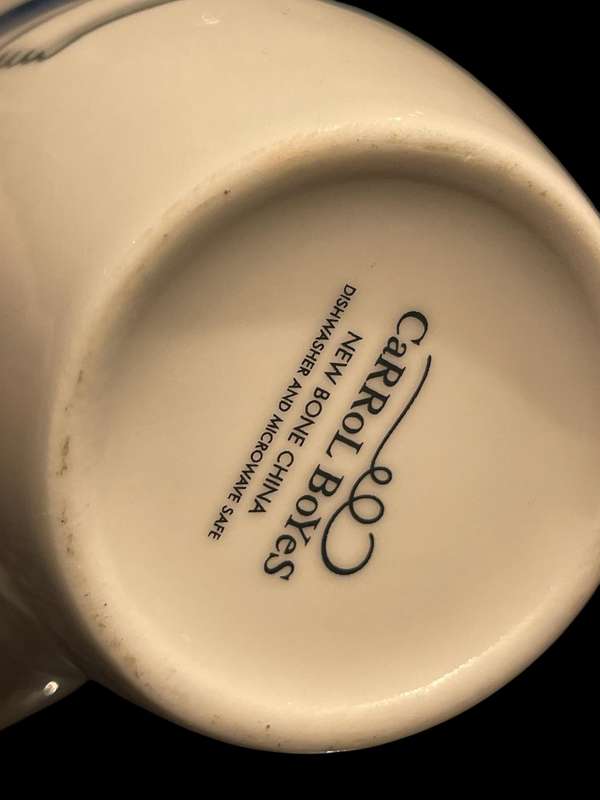 CaRRoL BoYeS
NEW BONE CHINA
DISHWASHER AND MICROWAVE SAFE